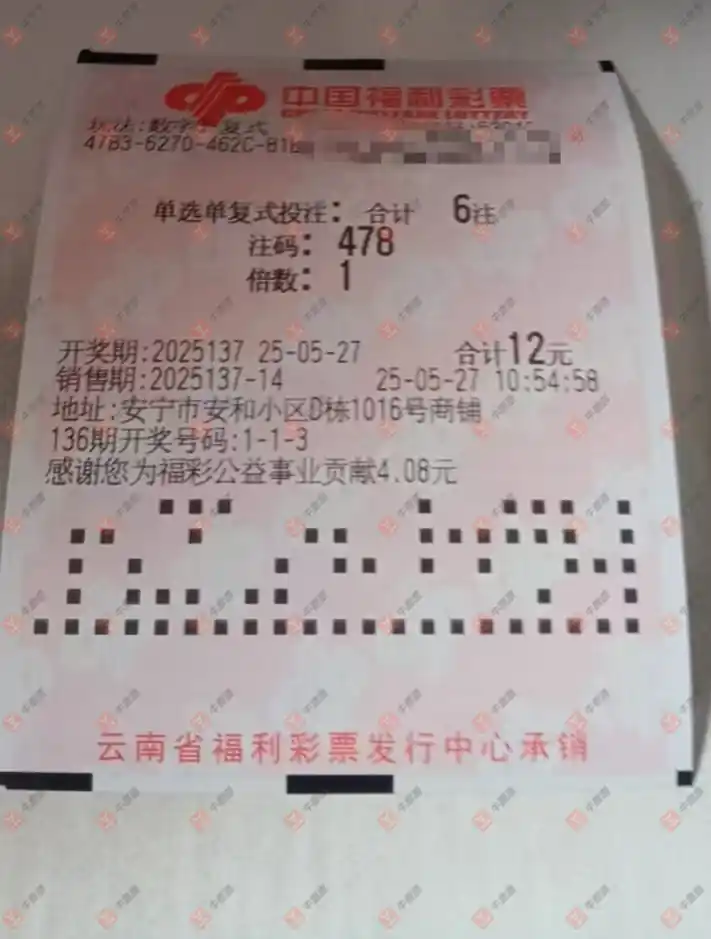 中国福利彩票
CHINA WELFARE LOTTERY
玩法:数字3 复式
4783-6270-462C-81
单选单复式投注: 合计 6注
注码: 478
倍数: 1
开奖期:2025137 25-05-27 合计12元
销售期:2025137-14 25-05-27 10:54:58
地址:安宁市安和小区D栋1016号商铺
136期开奖号码:1-1-3
感谢您为福彩公益事业贡献4.08元
云南省福利彩票发行中心承销